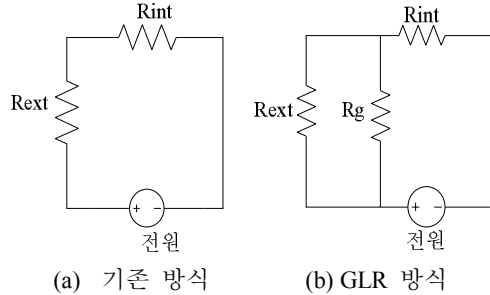 Rint
Rext
+ -
전원
(a) 기존 방식
Rint
Rext
Rg
+ -
전원
(b) GLR 방식